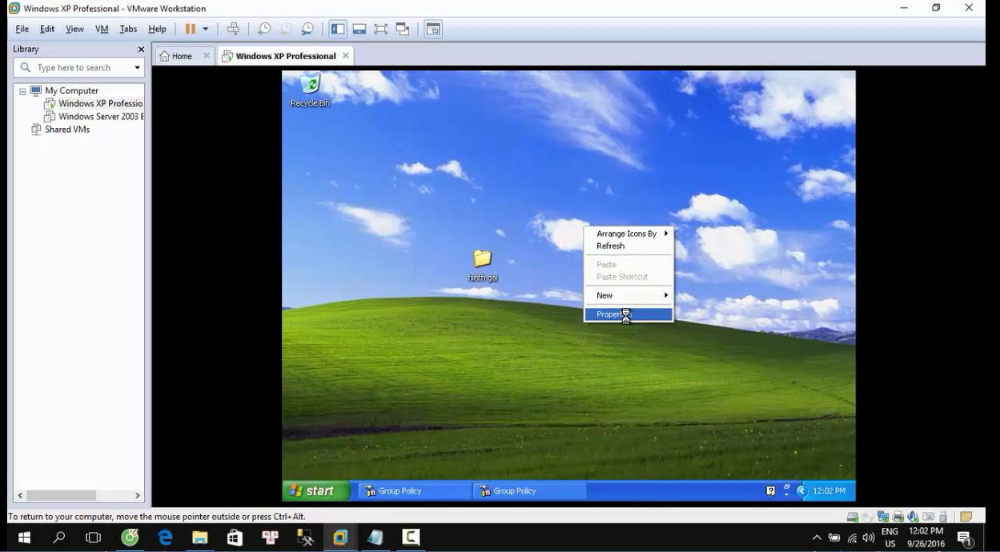 Windows XP Professional - VMware Workstation
File Edit View VM Tabs Help
Library
Type here to search
Home
Windows XP Professional
My Computer
Windows XP Professio
Windows Server 2003 E
Shared VMs
Recycle Bin
hinfh gai
Arrange Icons By
Refresh
Paste
Paste Shortcut
New
start
Group Policy
Group Policy
12:02 PM
To return to your computer, move the mouse pointer outside or press Ctrl+Alt.
ENG
US
12:02 PM
9/26/2016
1